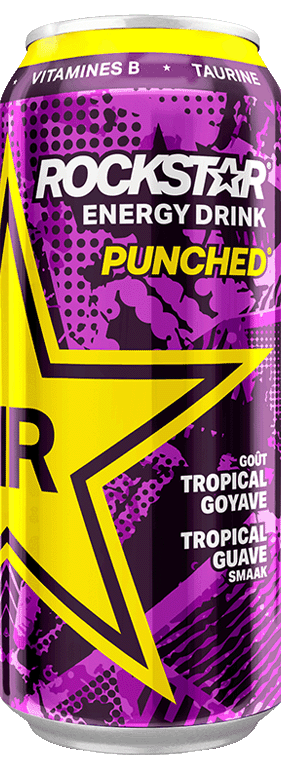 VITAMINES B ★ TAURINE
ROCKSTAR®
ENERGY DRINK
PUNCHED®
R
GOÛT
TROPICAL
GOYAVE
TROPICAL
GUAVE
SMAAK